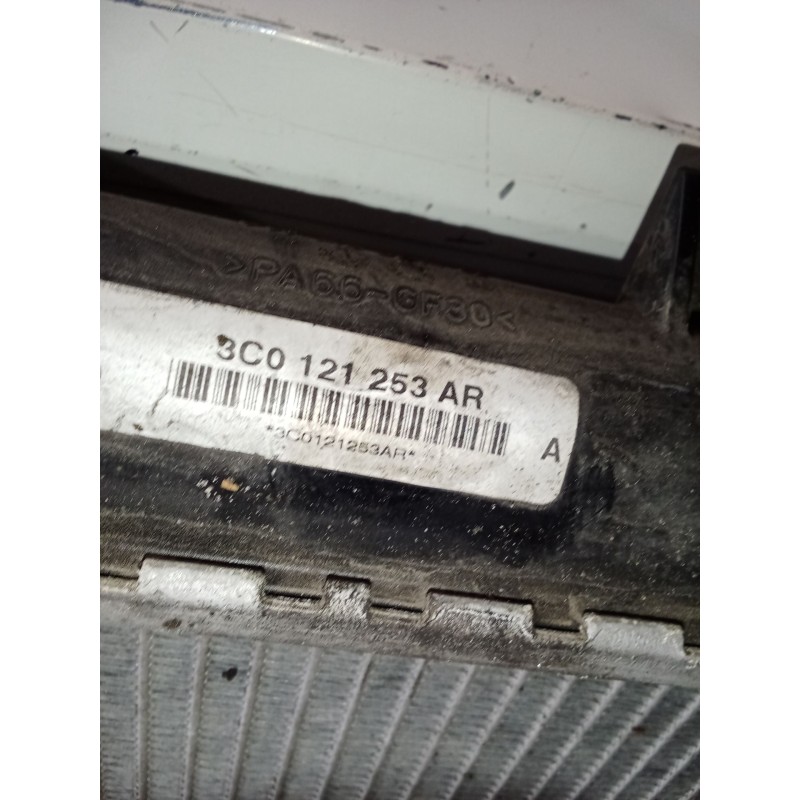 >PA66-GF30<
3C0 121 253 AR
*3C0121253AR*
A